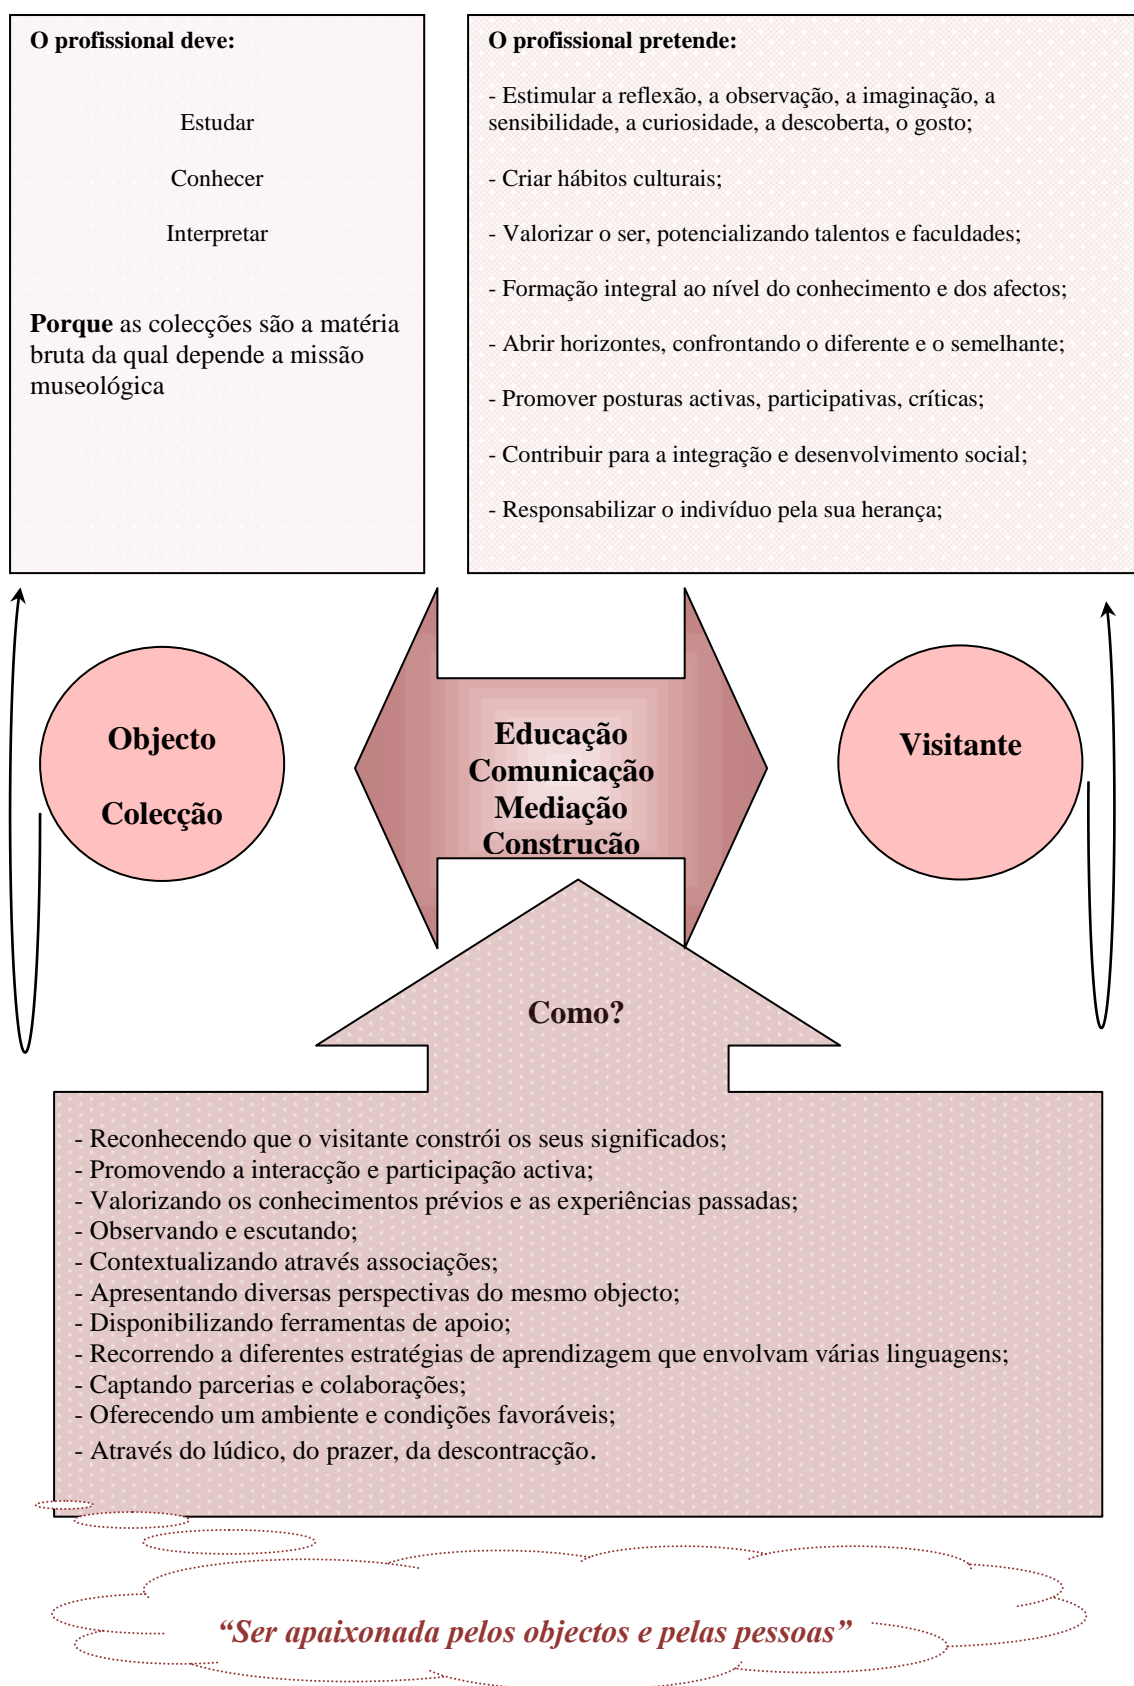 O profissional deve:
Estudar
Conhecer
Interpretar
Porque as colecções são a matéria
bruta da qual depende a missão
museológica
O profissional pretende:
- Estimular a reflexão, a observação, a imaginação, a
sensibilidade, a curiosidade, a descoberta, o gosto;
- Criar hábitos culturais;
- Valorizar o ser, potencializando talentos e faculdades;
- Formação integral ao nível do conhecimento e dos afectos;
- Abrir horizontes, confrontando o diferente e o semelhante;
- Promover posturas activas, participativas, críticas;
- Contribuir para a integração e desenvolvimento social;
- Responsabilizar o indivíduo pela sua herança;
Objecto
Colecção
Educação
Comunicação
Mediação
Construção
Visitante
Como?
- Reconhecendo que o visitante constrói os seus significados;
- Promovendo a interacção e participação activa;
- Valorizando os conhecimentos prévios e as experiências passadas;
- Observando e escutando;
- Contextualizando através associações;
- Apresentando diversas perspectivas do mesmo objecto;
- Disponibilizando ferramentas de apoio;
- Recorrendo a diferentes estratégias de aprendizagem que envolvam várias linguagens;
- Captando parcerias e colaborações;
- Oferecendo um ambiente e condições favoráveis;
- Através do lúdico, do prazer, da descontracção.
“Ser apaixonada pelos objectos e pelas pessoas”